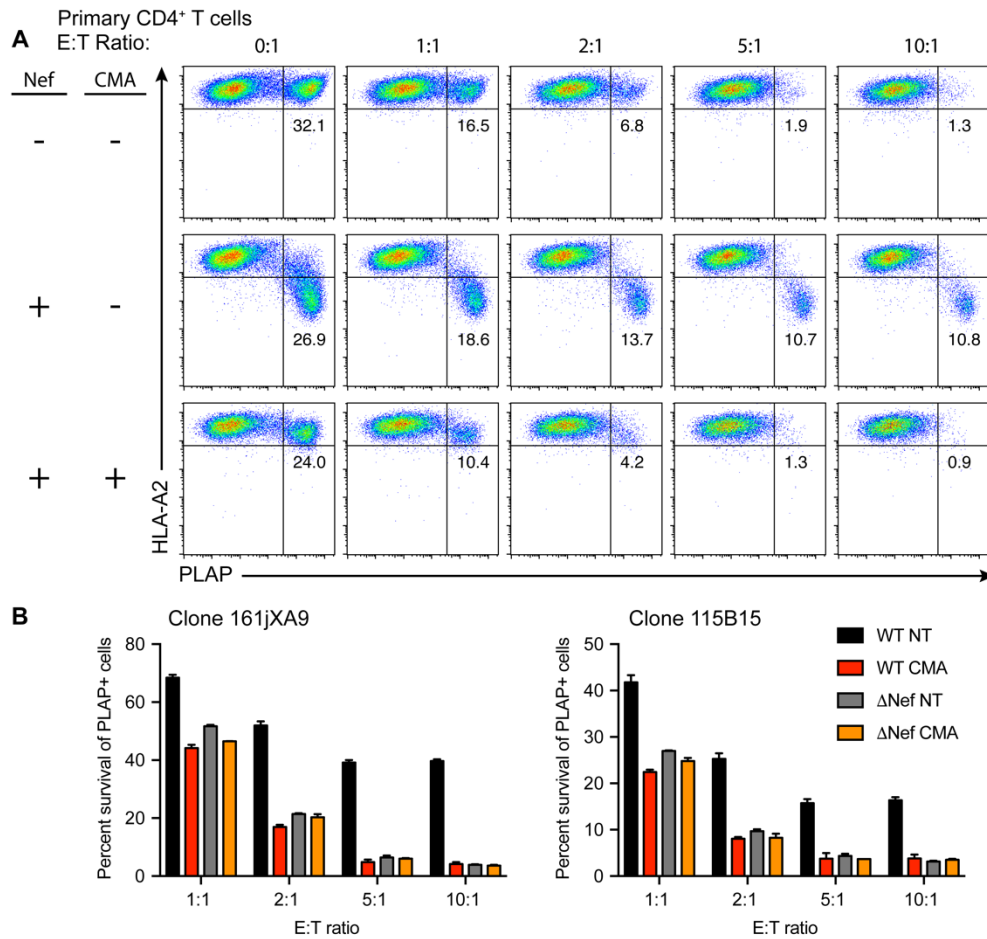 Primary CD4⁺ T cells
A
E:T Ratio: 0:1 1:1 2:1 5:1 10:1
Nef CMA
- -
32.1 16.5 6.8 1.9 1.3
+ -
26.9 18.6 13.7 10.7 10.8
+ +
24.0 10.4 4.2 1.3 0.9
HLA-A2
PLAP
B
Clone 161jXA9
Percent survival of PLAP+ cells
80
60
40
20
0
1:1 2:1 5:1 10:1
E:T ratio
Clone 115B15
Percent survival of PLAP+ cells
50
40
30
20
10
0
1:1 2:1 5:1 10:1
E:T ratio
WT NT
WT CMA
ΔNef NT
ΔNef CMA